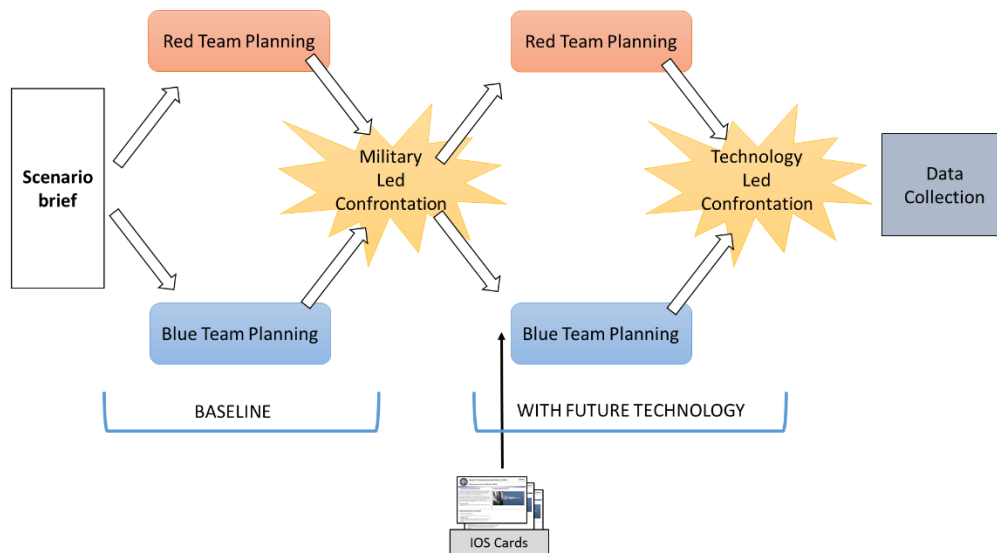 Red Team Planning
Red Team Planning
Scenario
brief
Military
Led
Confrontation
Technology
Led
Confrontation
Data
Collection
Blue Team Planning
Blue Team Planning
BASELINE
WITH FUTURE TECHNOLOGY
IOS Cards